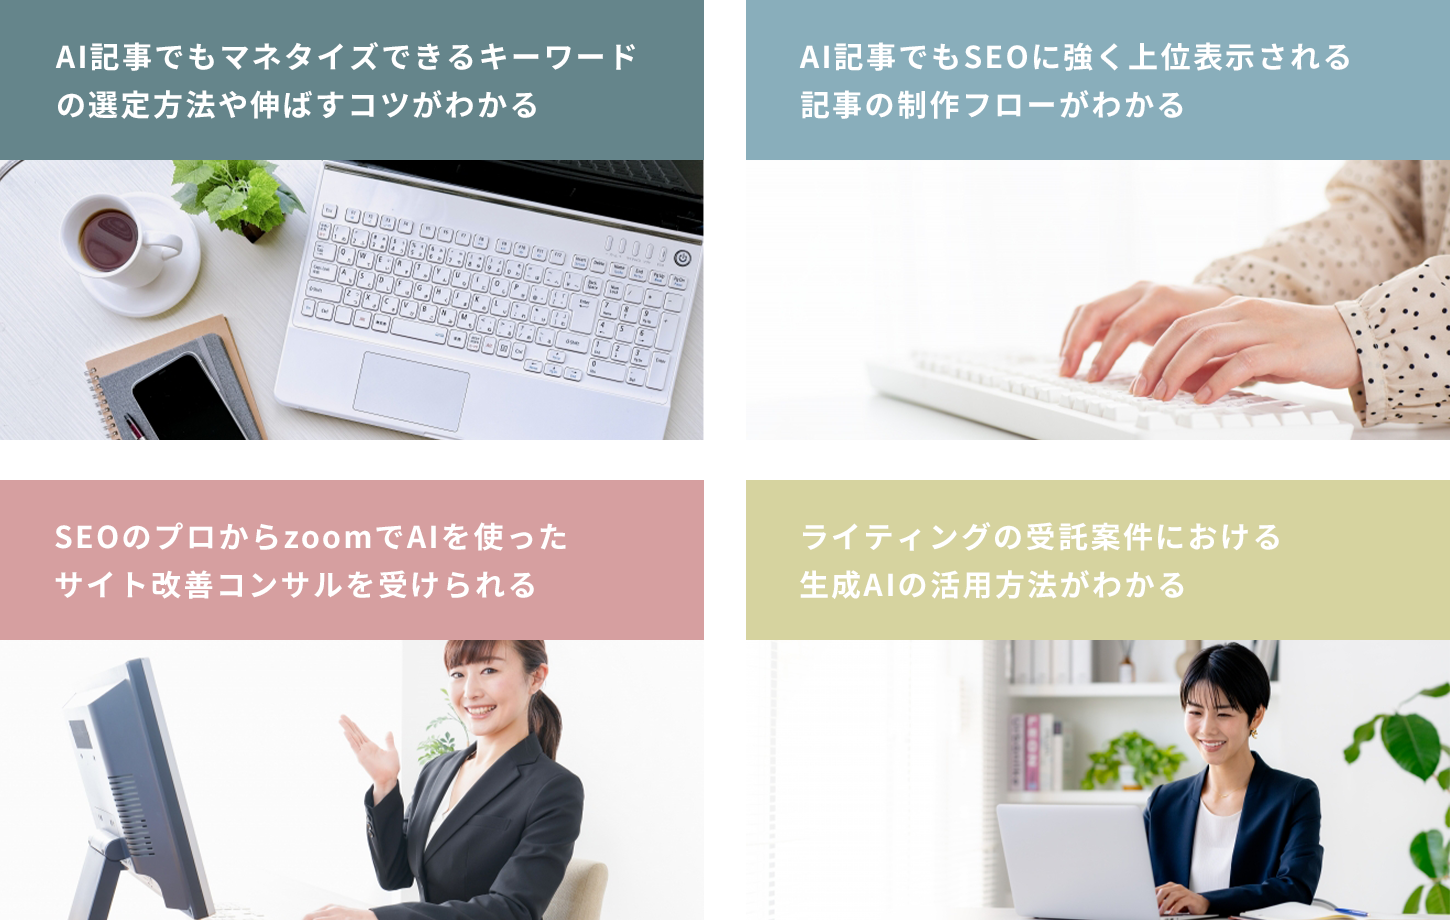 AI記事でもマネタイズできるキーワード
の選定方法や伸ばすコツがわかる
AI記事でもSEOに強く上位表示される
記事の制作フローがわかる
SEOのプロからzoomでAIを使った
サイト改善コンサルを受けられる
ライティングの受託案件における
生成AIの活用方法がわかる